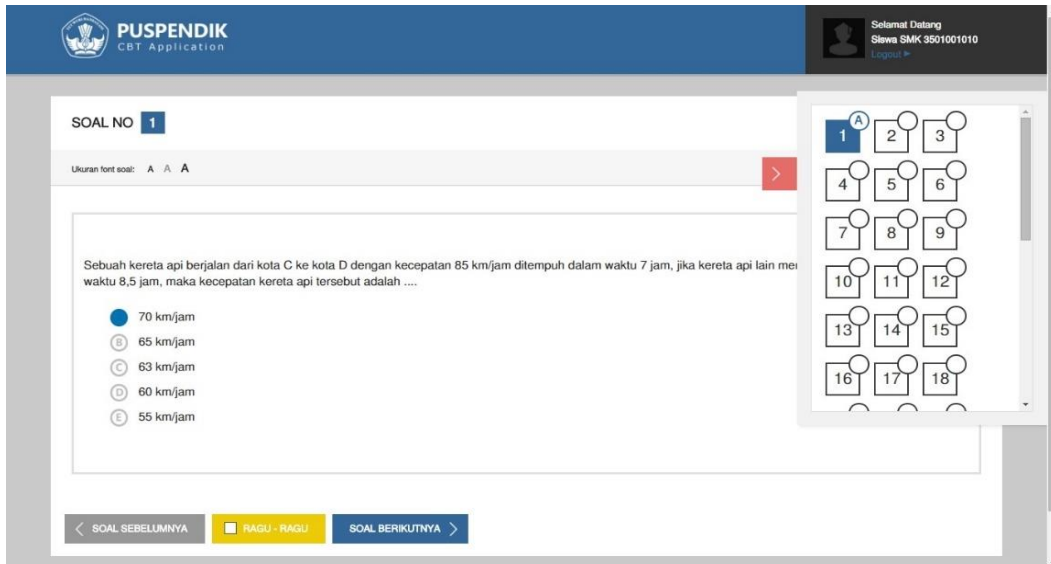 PUSPENDIK
CBT Application
Selamat Datang
Siswa SMK 3501001010
Logout
SOAL NO 1
Ukuran font soal: A A A
Sebuah kereta api berjalan dari kota C ke kota D dengan kecepatan 85 km/jam ditempuh dalam waktu 7 jam, jika kereta api lain
waktu 8,5 jam, maka kecepatan kereta api tersebut adalah ....
70 km/jam
B 65 km/jam
C 63 km/jam
D 60 km/jam
E 55 km/jam
1 A 2 3
4 5 6
7 8 9
10 11 12
13 14 15
16 17 18
SOAL SEBELUMNYA
RAGU - RAGU
SOAL BERIKUTNYA